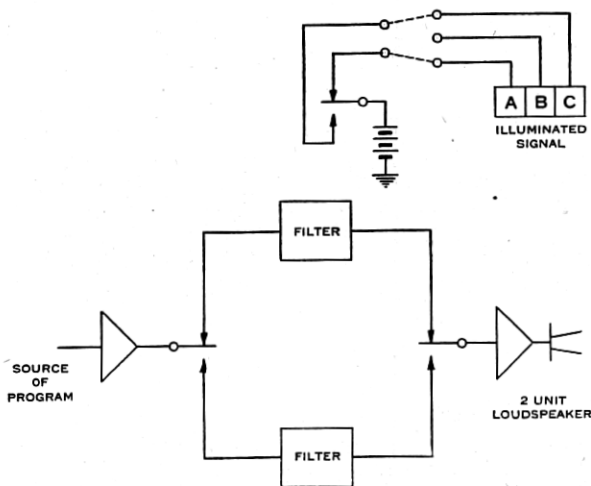 A B C
ILLUMINATED
SIGNAL
FILTER
SOURCE
OF
PROGRAM
2 UNIT
LOUDSPEAKER
FILTER